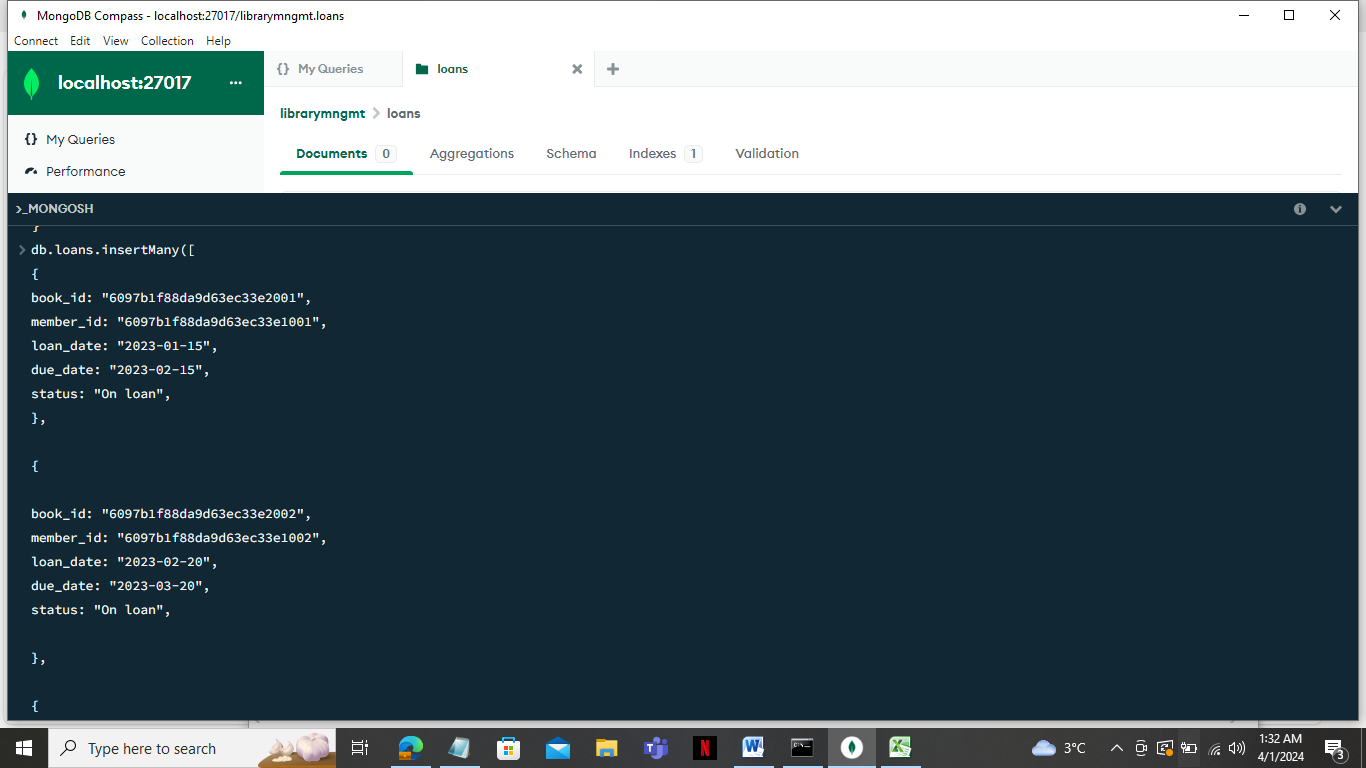 MongoDB Compass - localhost:27017/librarymngmt.loans
Connect Edit View Collection Help
localhost:27017 ...
{} My Queries
loans
librarymngmt > loans
{} My Queries
Performance
Documents 0 Aggregations Schema Indexes 1 Validation
>_MONGOSH
}
> db.loans.insertMany([
{
book_id: "6097b1f88da9d63ec33e2001",
member_id: "6097b1f88da9d63ec33e1001",
loan_date: "2023-01-15",
due_date: "2023-02-15",
status: "On loan",
},
{
book_id: "6097b1f88da9d63ec33e2002",
member_id: "6097b1f88da9d63ec33e1002",
loan_date: "2023-02-20",
due_date: "2023-03-20",
status: "On loan",
},
{
Type here to search
3°C
1:32 AM
4/1/2024
3